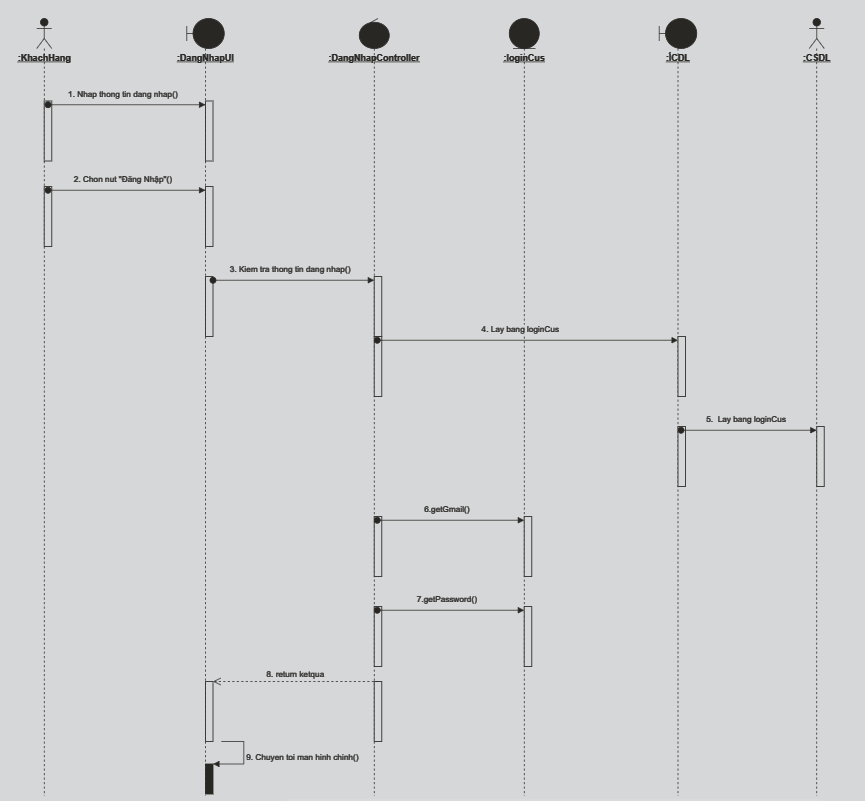 :KhachHang
:DangNhapUI
:DangNhapController
:loginCus
:ICDL
:CSDL
1. Nhap thong tin dang nhap()
2. Chon nut "Đăng Nhập"()
3. Kiem tra thong tin dang nhap()
4. Lay bang loginCus
5. Lay bang loginCus
6.getGmail()
7.getPassword()
8. return ketqua
9. Chuyen toi man hinh chinh()